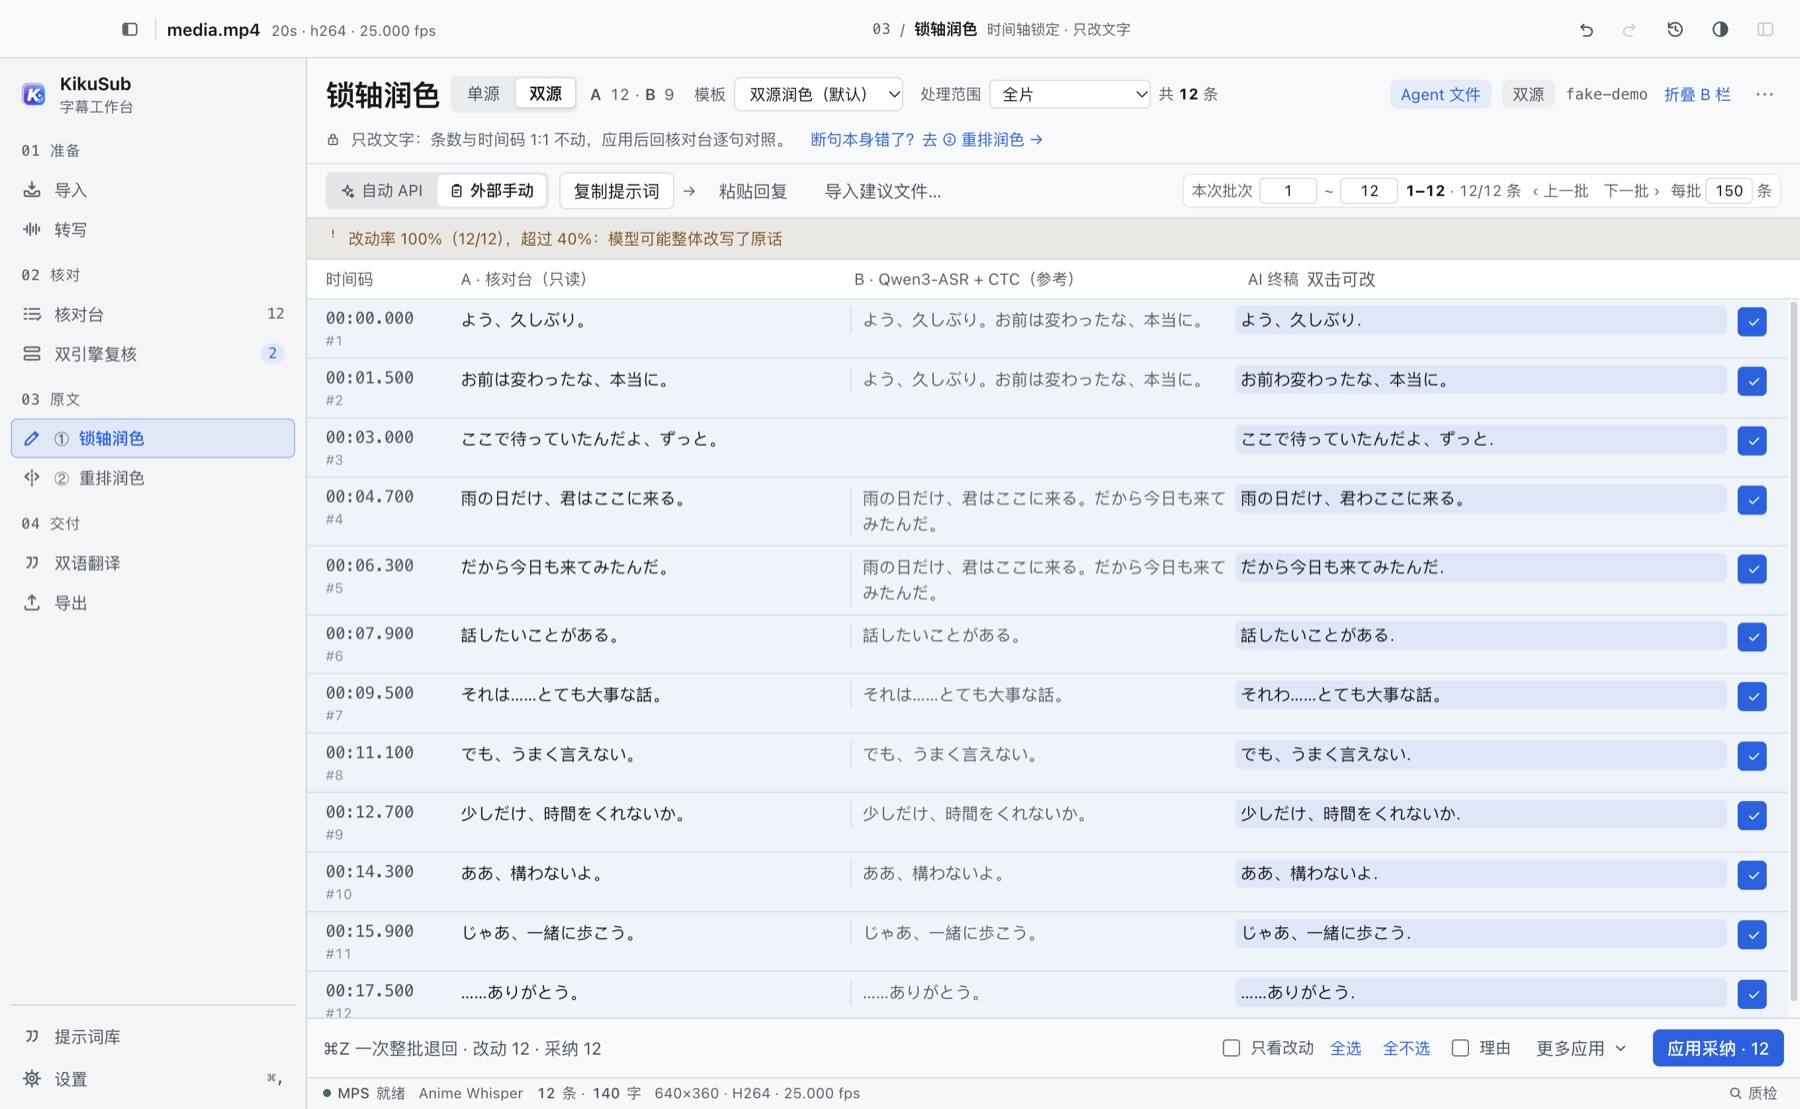 media.mp4 20s · h264 · 25.000 fps
03 / 锁轴润色 时间轴锁定 · 只改文字
KikuSub
字幕工作台
01 准备
导入
转写
02 核对
核对台 12
双引擎复核 2
03 原文
① 锁轴润色
② 重排润色
04 交付
双语翻译
导出
提示词库
设置 ⌘,
锁轴润色 单源 双源 A 12 · B 9 模板 双源润色（默认） 处理范围 全片 共 12 条 Agent 文件 双源 fake-demo 折叠 B 栏 ···
只改文字：条数与时间码 1:1 不动，应用后回核对台逐句对照。 断句本身错了？去 ② 重排润色 →
自动 API 外部手动 复制提示词 → 粘贴回复 导入建议文件... 本次批次 1 ~ 12 1–12 · 12/12 条 ‹ 上一批 下一批 › 每批 150 条
! 改动率 100%（12/12），超过 40%：模型可能整体改写了原话
时间码 A · 核对台（只读） B · Qwen3-ASR + CTC（参考） AI 终稿 双击可改
00:00.000 よう、久しぶり。 よう、久しぶり。お前は変わったな、本当に。 よう、久しぶり.
#1
00:01.500 お前は変わったな、本当に。 よう、久しぶり。お前は変わったな、本当に。 お前わ変わったな、本当に。
#2
00:03.000 ここで待っていたんだよ、ずっと。 ここで待っていたんだよ、ずっと.
#3
00:04.700 雨の日だけ、君はここに来る。 雨の日だけ、君はここに来る。だから今日も来て 雨の日だけ、君わここに来る。
#4 みたんだ。
00:06.300 だから今日も来てみたんだ。 雨の日だけ、君はここに来る。だから今日も来て だから今日も来てみたんだ.
#5 みたんだ。
00:07.900 話したいことがある。 話したいことがある。 話したいことがある.
#6
00:09.500 それは……とても大事な話。 それは……とても大事な話。 それわ……とても大事な話。
#7
00:11.100 でも、うまく言えない。 でも、うまく言えない。 でも、うまく言えない.
#8
00:12.700 少しだけ、時間をくれないか。 少しだけ、時間をくれないか。 少しだけ、時間をくれないか.
#9
00:14.300 ああ、構わないよ。 ああ、構わないよ。 ああ、構わないよ.
#10
00:15.900 じゃあ、一緒に歩こう。 じゃあ、一緒に歩こう。 じゃあ、一緒に歩こう.
#11
00:17.500 ……ありがとう。 ……ありがとう。 ……ありがとう.
#12
⌘Z 一次整批退回 · 改动 12 · 采纳 12 只看改动 全选 全不选 理由 更多应用 应用采纳 · 12
MPS 就绪 Anime Whisper 12 条 · 140 字 640×360 · H264 · 25.000 fps 质检